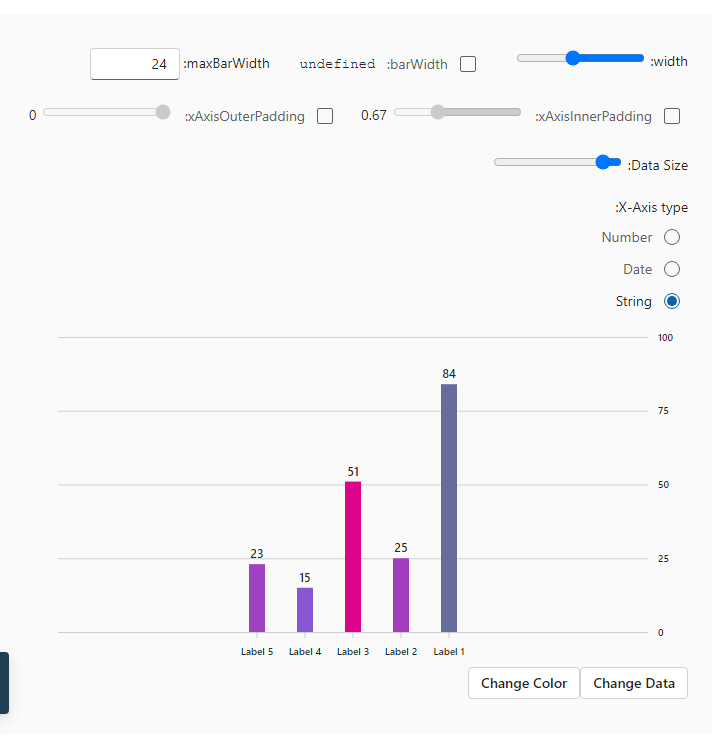 :width
:barWidth undefined
:maxBarWidth 24
:xAxisInnerPadding 0.67
:xAxisOuterPadding 0
:Data Size
:X-Axis type
Number
Date
String
100
75
50
25
0
84
25
51
15
23
Label 1
Label 2
Label 3
Label 4
Label 5
Change Data
Change Color